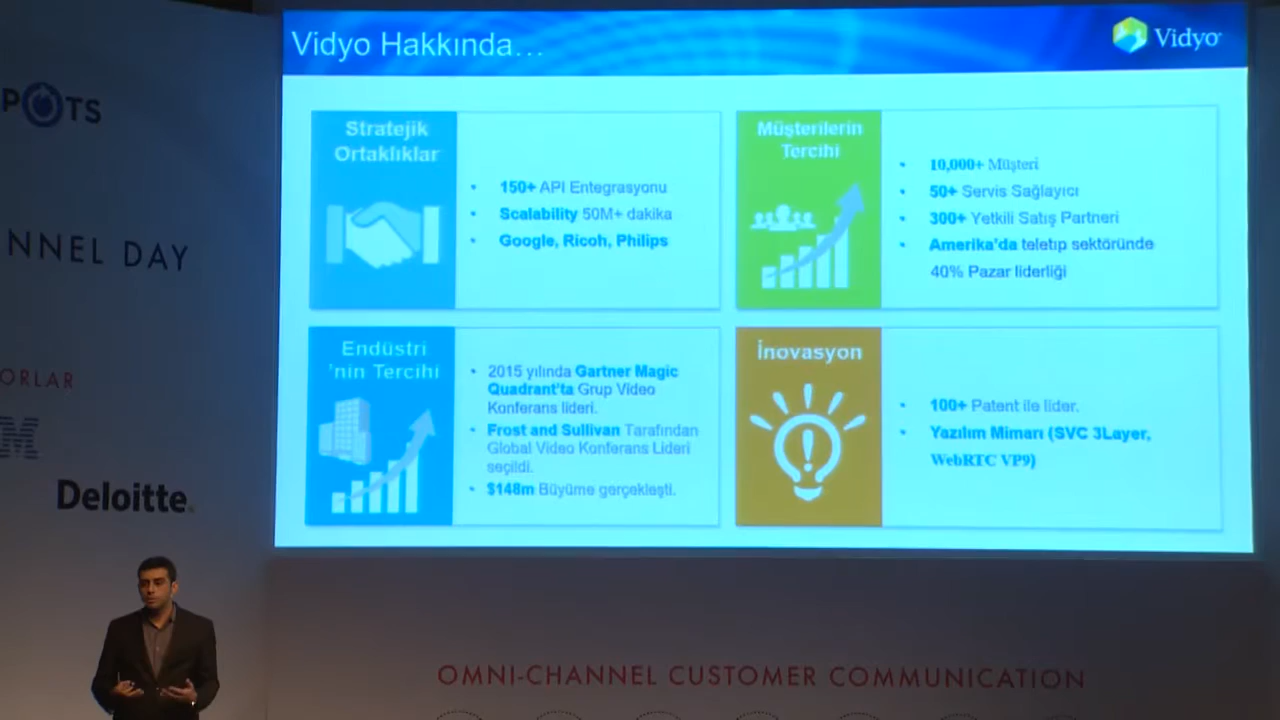 Vidyo Hakkında...
Vidyo
Stratejik
Ortaklıklar
150+ API Entegrasyonu
Scalability 50M+ dakika
Google, Ricoh, Philips
Müşterilerin
Tercihi
10,000+ Müşteri
50+ Servis Sağlayıcı
300+ Yetkili Satış Partneri
Amerika'da teletıp sektöründe
40% Pazar liderliği
Endüstri
'nin Tercihi
2015 yılında Gartner Magic
Quadrant'ta Grup Video
Konferans lideri.
Frost and Sullivan Tarafından
Global Video Konferans Lideri
seçildi.
$148m Büyüme gerçekleşti.
İnovasyon
100+ Patent ile lider.
Yazılım Mimarı (SVC 3Layer,
WebRTC VP9)
POTS
NNEL DAY
ORLAR
M
Deloitte.
OMNI-CHANNEL CUSTOMER COMMUNICATION